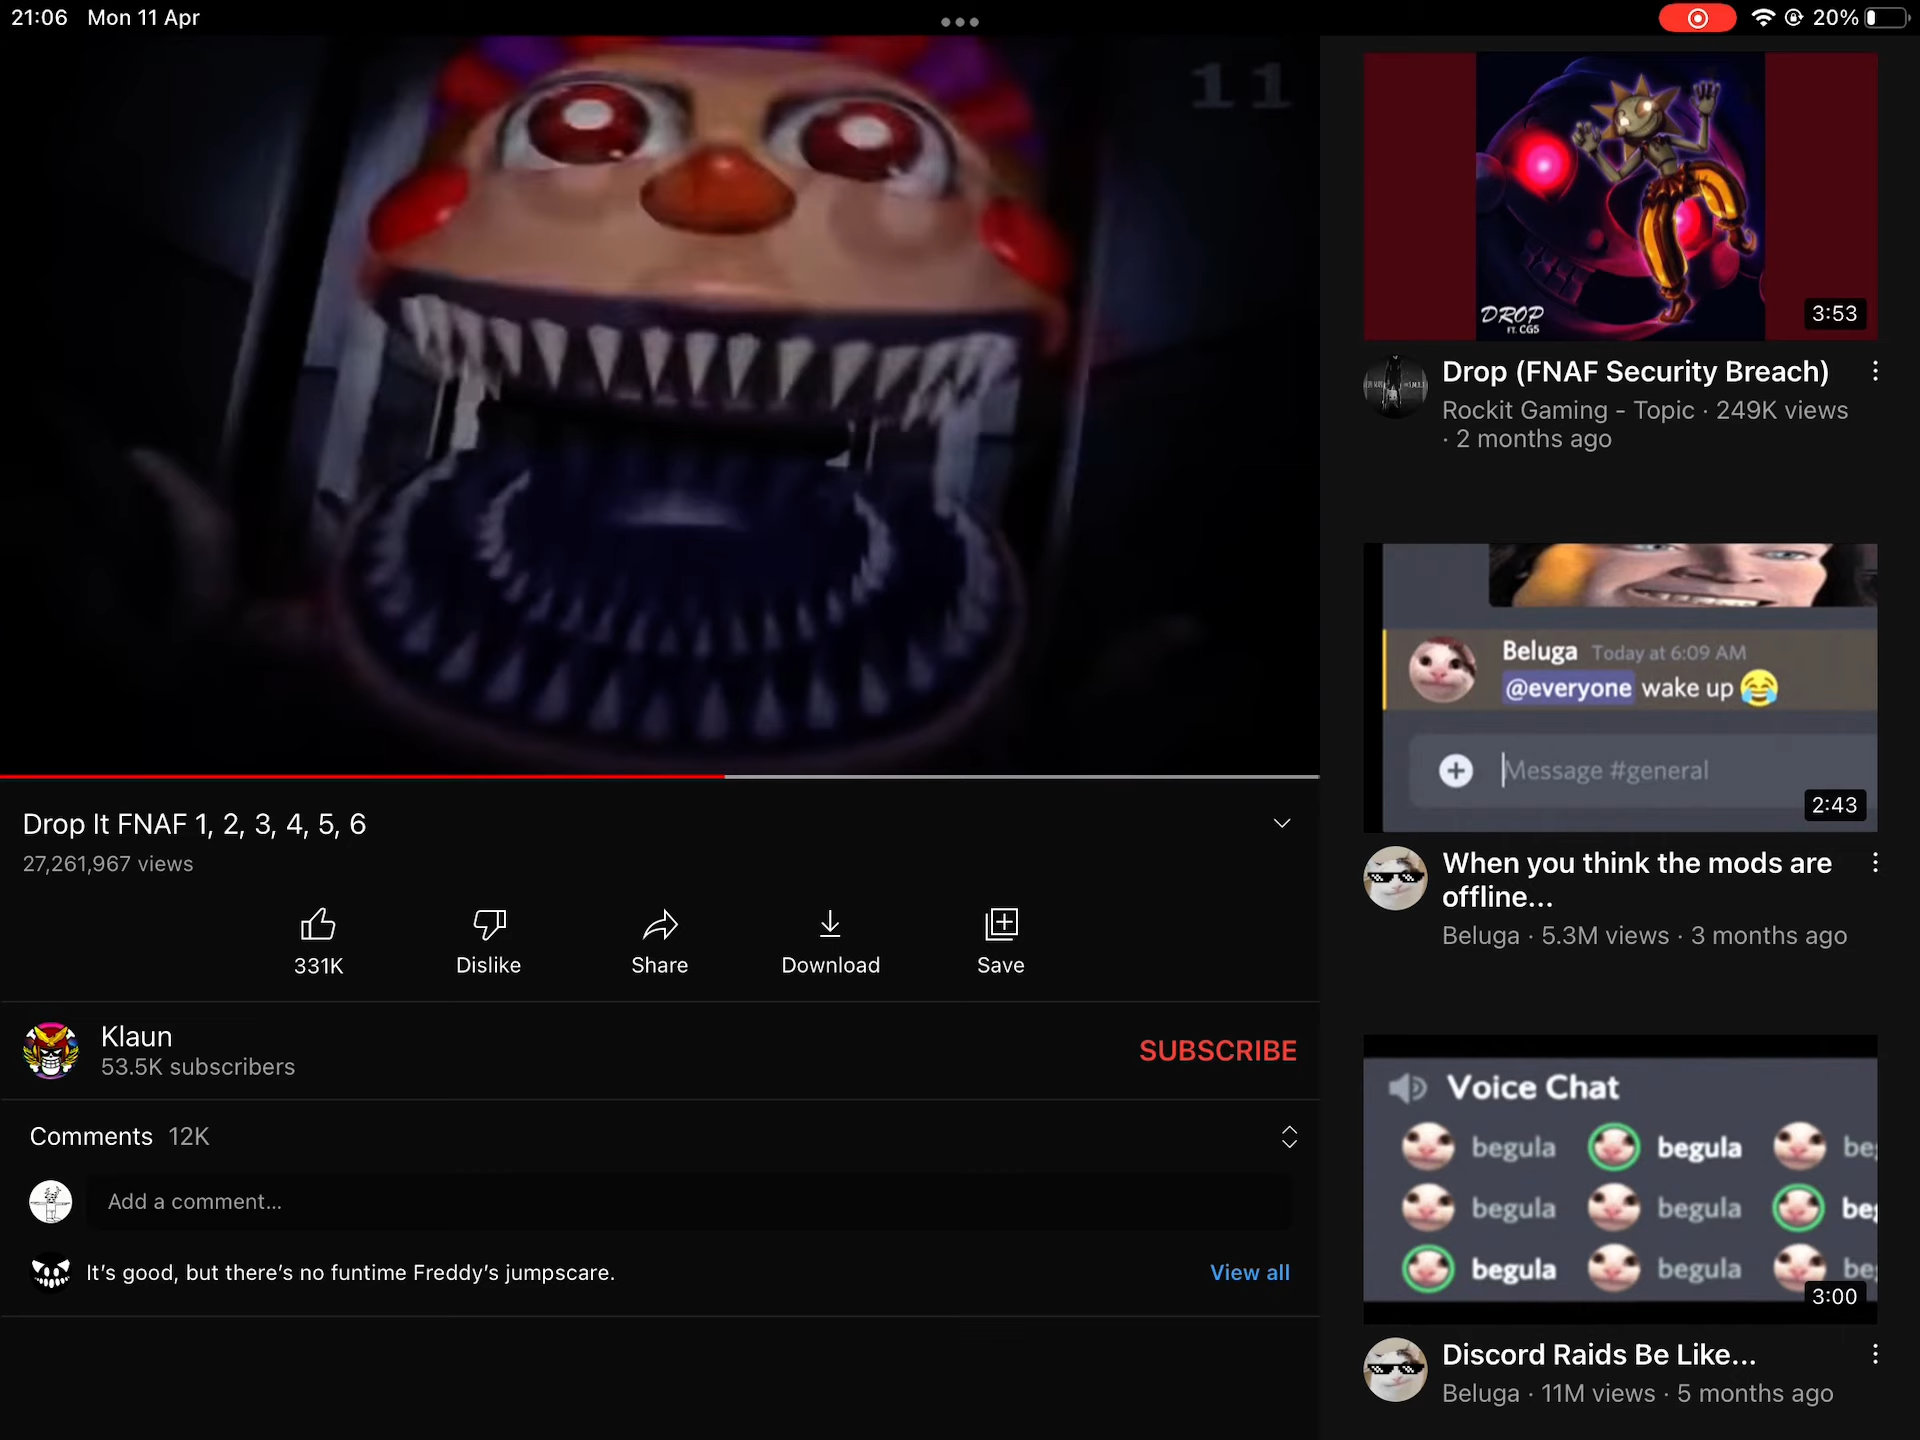 21:06 Mon 11 Apr
20%
11
Drop It FNAF 1, 2, 3, 4, 5, 6
27,261,967 views
331K
Dislike
Share
Download
Save
Klaun
53.5K subscribers
SUBSCRIBE
Comments 12K
Add a comment...
It's good, but there's no funtime Freddy's jumpscare.
View all
DROP
FT. CG5
3:53
Drop (FNAF Security Breach)
Rockit Gaming - Topic · 249K views
· 2 months ago
Beluga Today at 6:09 AM
@everyone wake up 😂
Message #general
2:43
When you think the mods are
offline...
Beluga · 5.3M views · 3 months ago
Voice Chat
begula begula be
begula begula be
begula begula be
3:00
Discord Raids Be Like...
Beluga · 11M views · 5 months ago